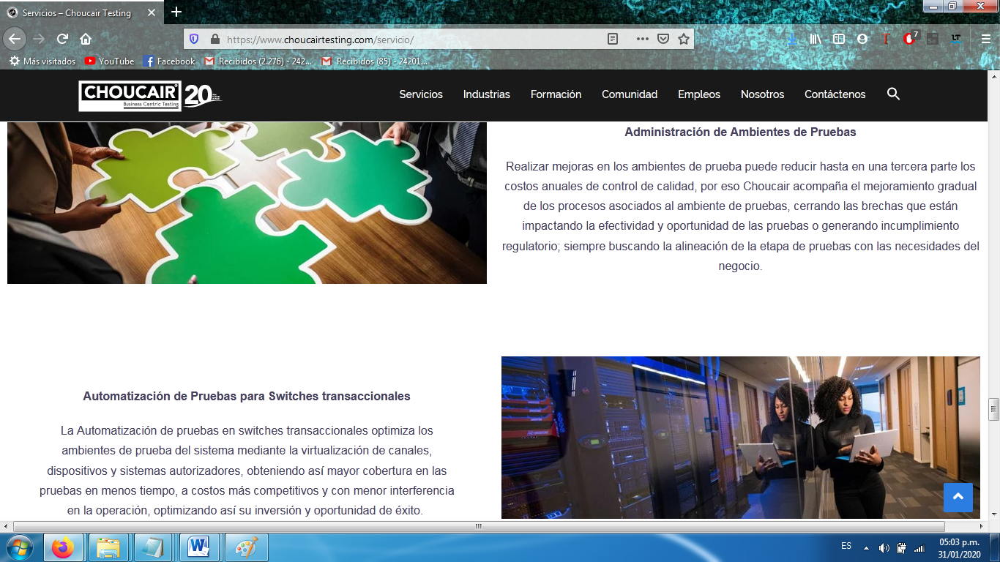 Servicios – Choucair Testing
https://www.choucairtesting.com/servicio/
7
Más visitados
YouTube
Facebook
Recibidos (2.276) - 242...
Recibidos (85) - 24201...
CHOUCAIR®
Business Centric Testing
20
Servicios
Industrias
Formación
Comunidad
Empleos
Nosotros
Contáctenos
Administración de Ambientes de Pruebas
Realizar mejoras en los ambientes de prueba puede reducir hasta en una tercera parte los
costos anuales de control de calidad, por eso Choucair acompaña el mejoramiento gradual
de los procesos asociados al ambiente de pruebas, cerrando las brechas que están
impactando la efectividad y oportunidad de las pruebas o generando incumplimiento
regulatorio; siempre buscando la alineación de la etapa de pruebas con las necesidades del
negocio.
Automatización de Pruebas para Switches transaccionales
La Automatización de pruebas en switches transaccionales optimiza los
ambientes de prueba del sistema mediante la virtualización de canales,
dispositivos y sistemas autorizadores, obteniendo así mayor cobertura en las
pruebas en menos tiempo, a costos más competitivos y con menor interferencia
en la operación, optimizando así su inversión y oportunidad de éxito.
ES
05:03 p.m.
31/01/2020